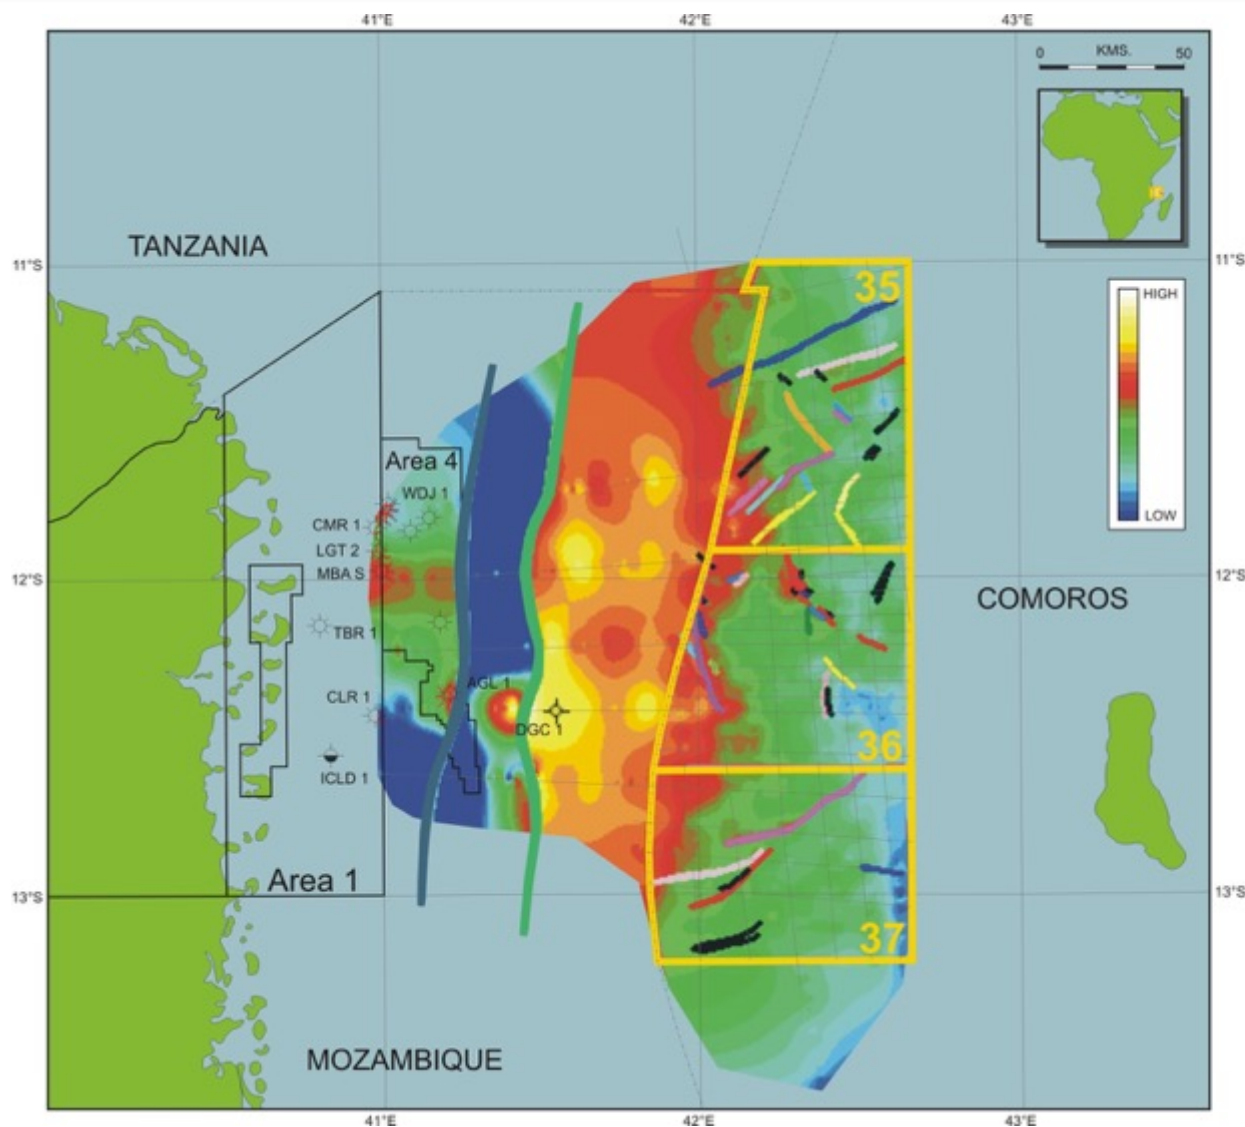 41°E 42°E 43°E
0 KMS. 50
TANZANIA
11°S 11°S
35
HIGH
LOW
Area 4
WDJ 1
CMR 1
LGT 2
MBA S
12°S 12°S
COMOROS
TBR 1
AGL 1
CLR 1
DGC 1
36
ICLD 1
Area 1
13°S 13°S
37
MOZAMBIQUE
41°E 42°E 43°E